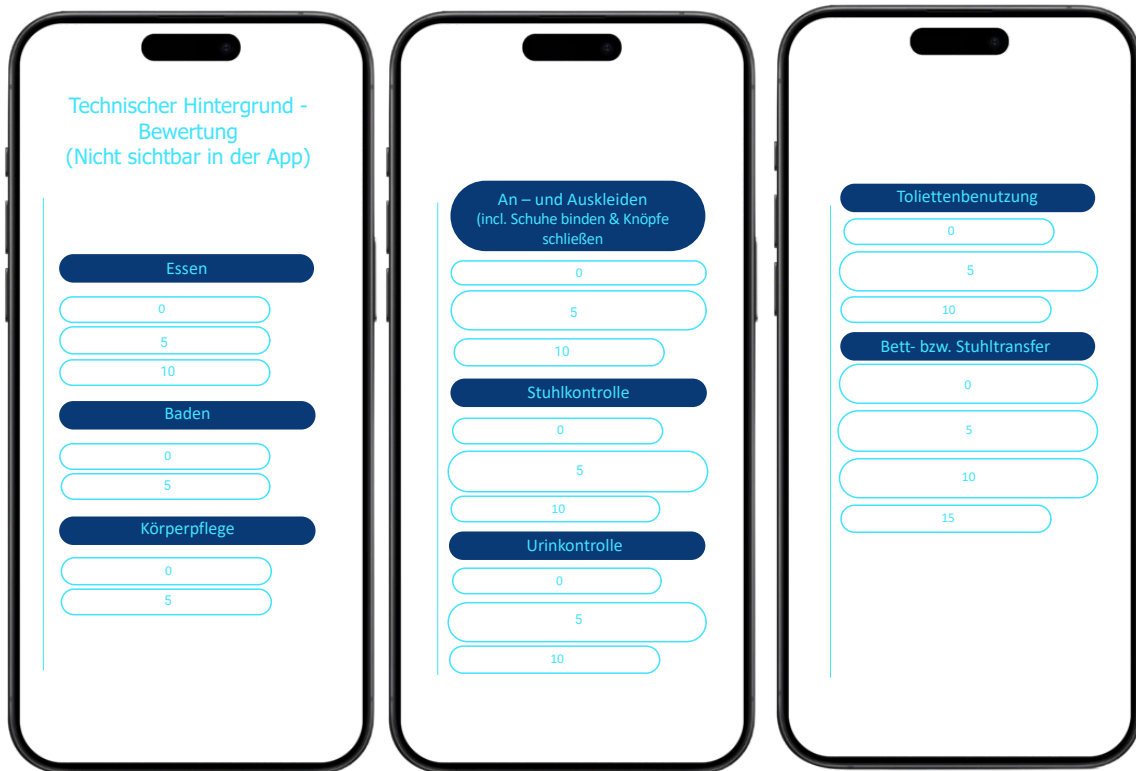 Technischer Hintergrund -
Bewertung
(Nicht sichtbar in der App)
Essen
0
5
10
Baden
0
5
Körperpflege
0
5
An – und Auskleiden
(incl. Schuhe binden & Knöpfe
schließen
0
5
10
Stuhlkontrolle
0
5
10
Urinkontrolle
0
5
10
Toliettenbenutzung
0
5
10
Bett- bzw. Stuhltransfer
0
5
10
15